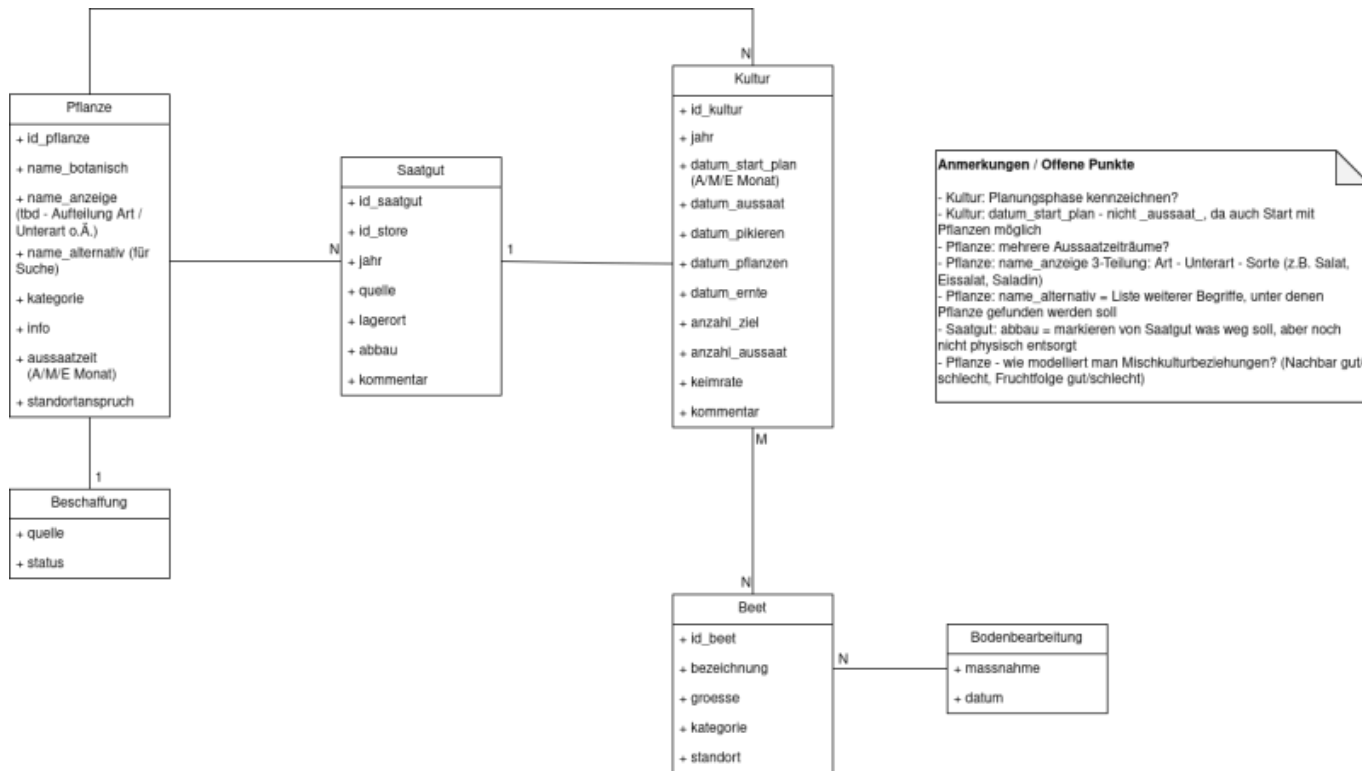 N
Kultur
+ id_kultur
+ jahr
+ datum_start_plan
(A/M/E Monat)
+ datum_aussaat
+ datum_pikieren
+ datum_pflanzen
+ datum_ernte
+ anzahl_ziel
+ anzahl_aussaat
+ keimrate
+ kommentar
M
Pflanze
+ id_pflanze
+ name_botanisch
+ name_anzeige
(tbd - Aufteilung Art /
Unterart o.Ä.)
+ name_alternativ (für
Suche)
+ kategorie
+ info
+ aussaatzeit
(A/M/E Monat)
+ standortanspruch
1
Beschaffung
+ quelle
+ status
N
Saatgut
+ id_saatgut
+ id_store
+ jahr
+ quelle
+ lagerort
+ abbau
+ kommentar
1
Anmerkungen / Offene Punkte
- Kultur: Planungsphase kennzeichnen?
- Kultur: datum_start_plan - nicht _aussaat_, da auch Start mit
Pflanzen möglich
- Pflanze: mehrere Aussaatzeiträume?
- Pflanze: name_anzeige 3-Teilung: Art - Unterart - Sorte (z.B. Salat,
Eissalat, Saladin)
- Pflanze: name_alternativ = Liste weiterer Begriffe, unter denen
Pflanze gefunden werden soll
- Saatgut: abbau = markieren von Saatgut was weg soll, aber noch
nicht physisch entsorgt
- Pflanze - wie modelliert man Mischkulturbeziehungen? (Nachbar gut/
schlecht, Fruchtfolge gut/schlecht)
N
Beet
+ id_beet
+ bezeichnung
+ groesse
+ kategorie
+ standort
N
Bodenbearbeitung
+ massnahme
+ datum